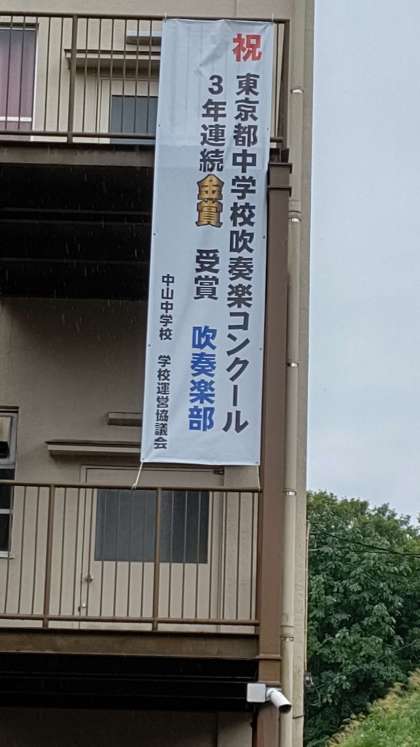 祝 東京都中学校吹奏楽コンクール
3年連続金賞 受賞 吹奏楽部
中山中学校 学校運営協議会